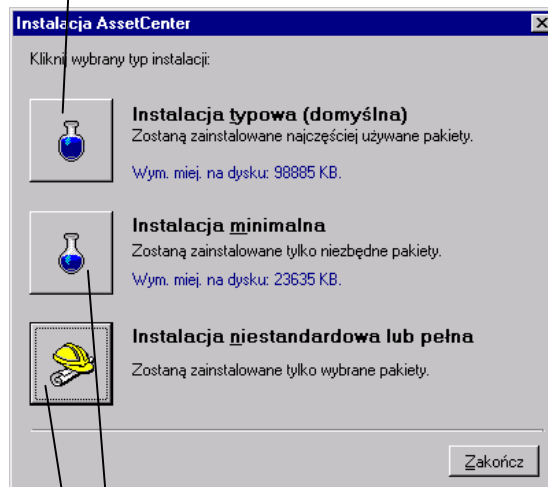 Instalacja AssetCenter
Kliknij wybrany typ instalacji:
Instalacja typowa (domyślna)
Zostaną zainstalowane najczęściej używane pakiety.
Wym. miej. na dysku: 98885 KB.
Instalacja minimalna
Zostaną zainstalowane tylko niezbędne pakiety.
Wym. miej. na dysku: 23635 KB.
Instalacja niestandardowa lub pełna
Zostaną zainstalowane tylko wybrane pakiety.
Zakończ